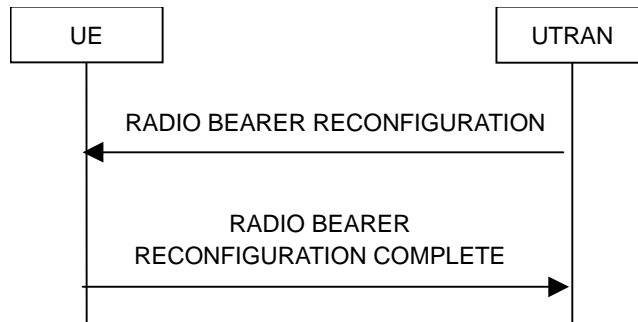 UE
UTRAN
RADIO BEARER RECONFIGURATION
RADIO BEARER
RECONFIGURATION COMPLETE